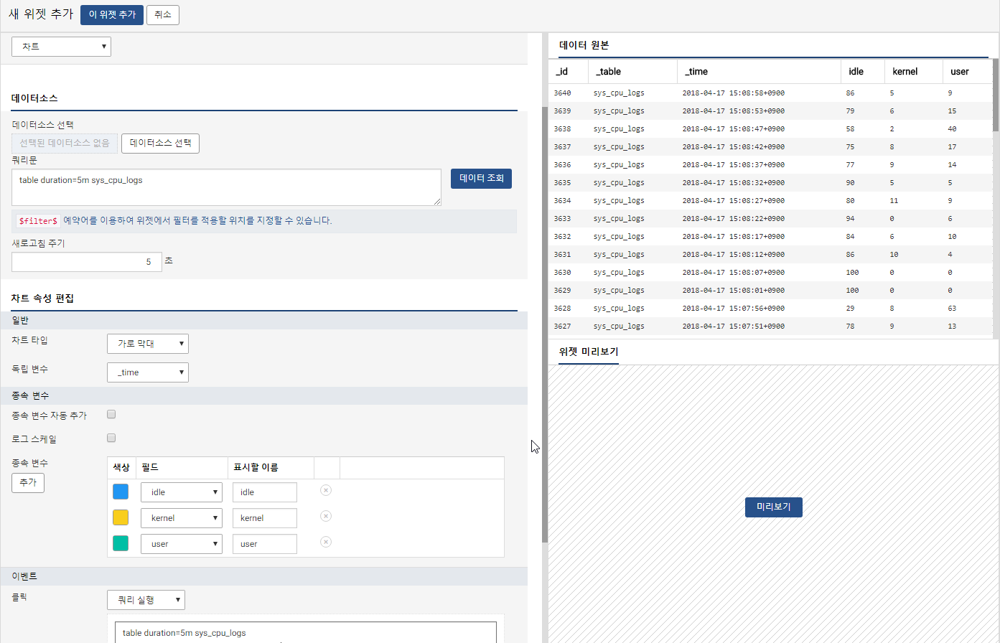 새 위젯 추가 이 위젯 추가 취소
차트
데이터소스
데이터소스 선택
선택된 데이터소스 없음 데이터소스 선택
쿼리문
table duration=5m sys_cpu_logs
데이터 조회
$filter$ 예약어를 이용하여 위젯에서 필터를 적용할 위치를 지정할 수 있습니다.
새로고침 주기
5 초
차트 속성 편집
일반
차트 타입 가로 막대
독립 변수 _time
종속 변수
종속 변수 자동 추가
로그 스케일
종속 변수
추가
색상 필드 표시할 이름
idle idle
kernel kernel
user user
이벤트
클릭 쿼리 실행
table duration=5m sys_cpu_logs
데이터 원본
_id _table _time idle kernel user
3640 sys_cpu_logs 2018-04-17 15:08:58+0900 86 5 9
3639 sys_cpu_logs 2018-04-17 15:08:53+0900 79 6 15
3638 sys_cpu_logs 2018-04-17 15:08:47+0900 58 2 40
3637 sys_cpu_logs 2018-04-17 15:08:42+0900 75 8 17
3636 sys_cpu_logs 2018-04-17 15:08:37+0900 77 9 14
3635 sys_cpu_logs 2018-04-17 15:08:32+0900 90 5 5
3634 sys_cpu_logs 2018-04-17 15:08:27+0900 80 11 9
3633 sys_cpu_logs 2018-04-17 15:08:22+0900 94 0 6
3632 sys_cpu_logs 2018-04-17 15:08:17+0900 84 6 10
3631 sys_cpu_logs 2018-04-17 15:08:12+0900 86 10 4
3630 sys_cpu_logs 2018-04-17 15:08:07+0900 100 0 0
3629 sys_cpu_logs 2018-04-17 15:08:01+0900 100 0 0
3628 sys_cpu_logs 2018-04-17 15:07:56+0900 29 8 63
3627 sys_cpu_logs 2018-04-17 15:07:51+0900 78 9 13
위젯 미리보기
미리보기